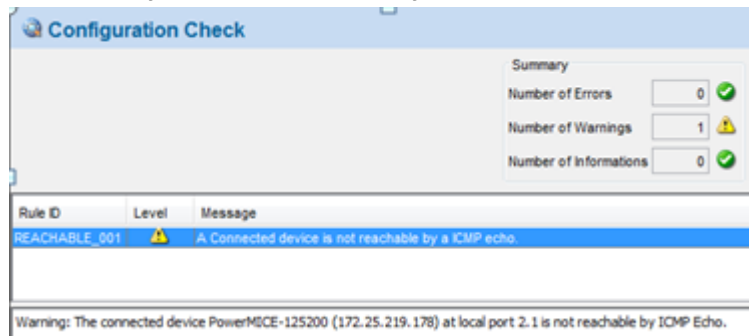 Configuration Check
Summary
Number of Errors 0
Number of Warnings 1
Number of Informations 0
Rule ID Level Message
REACHABLE_001 A Connected device is not reachable by a ICMP echo.
Warning: The connected device PowerMICE-125200 (172.25.219.178) at local port 2.1 is not reachable by ICMP Echo.